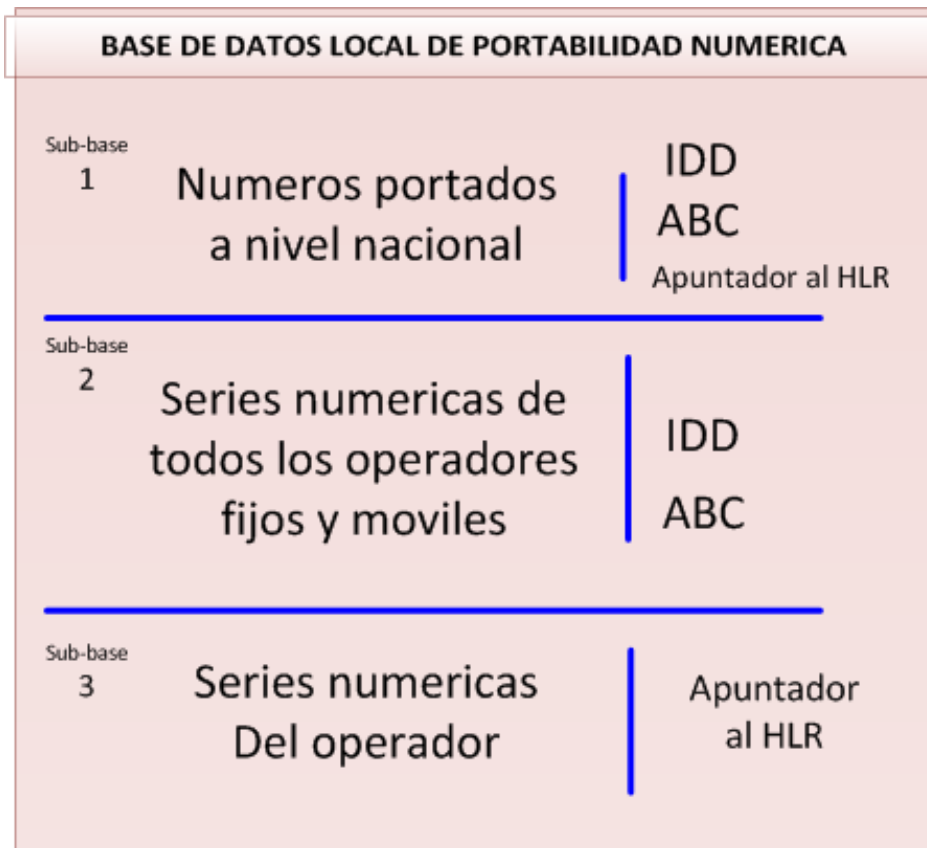 BASE DE DATOS LOCAL DE PORTABILIDAD NUMERICA
Sub-base
1
Numeros portados
a nivel nacional
IDD
ABC
Apuntador al HLR
Sub-base
2
Series numericas de
todos los operadores
fijos y moviles
IDD
ABC
Sub-base
3
Series numericas
Del operador
Apuntador
al HLR